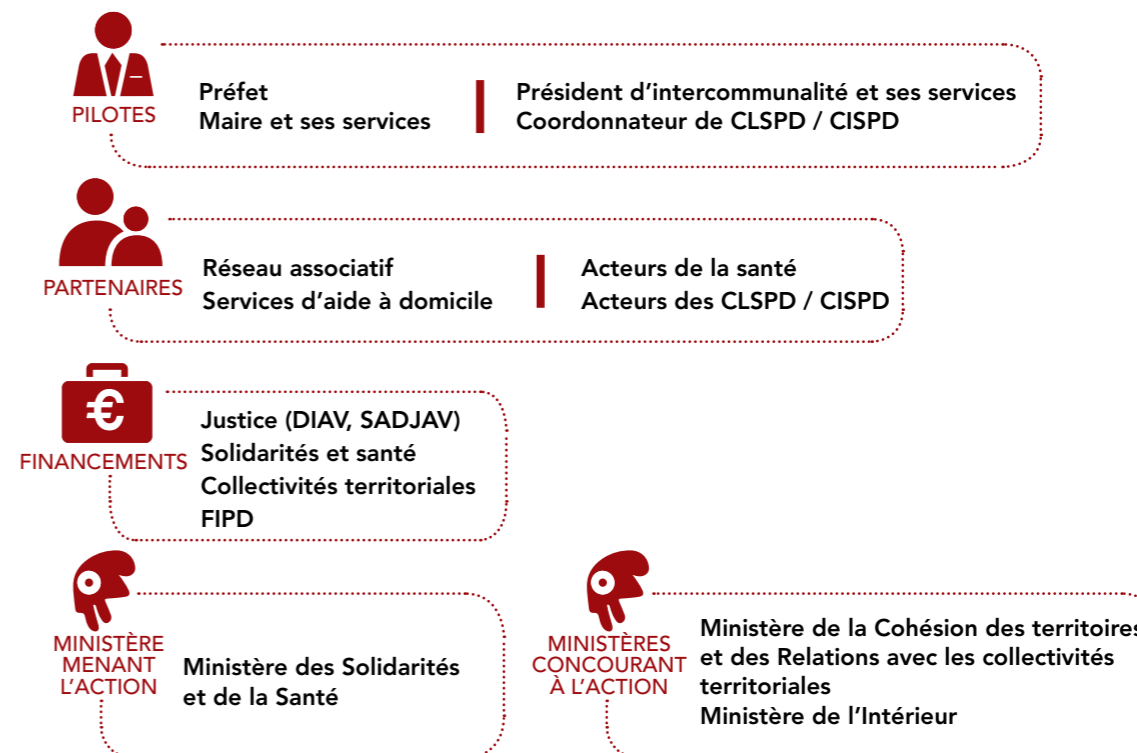 PILOTES
Préfet
Maire et ses services
Président d'intercommunalité et ses services
Coordonnateur de CLSPD / CISPD
PARTENAIRES
Réseau associatif
Services d'aide à domicile
Acteurs de la santé
Acteurs des CLSPD / CISPD
€
FINANCEMENTS
Justice (DIAV, SADJAV)
Solidarités et santé
Collectivités territoriales
FIPD
MINISTÈRE
MENANT
L'ACTION
Ministère des Solidarités
et de la Santé
MINISTÈRES
CONCOURANT
À L'ACTION
Ministère de la Cohésion des territoires
et des Relations avec les collectivités
territoriales
Ministère de l'Intérieur